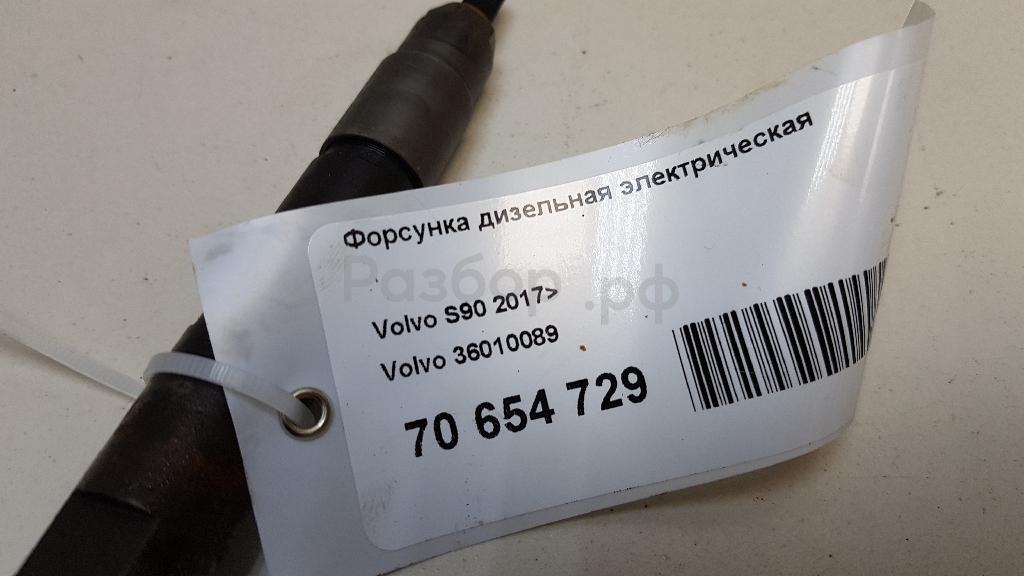 Форсунка дизельная электрическая
Разбор.рф
Volvo S90 2017>
Volvo 36010089
70 654 729